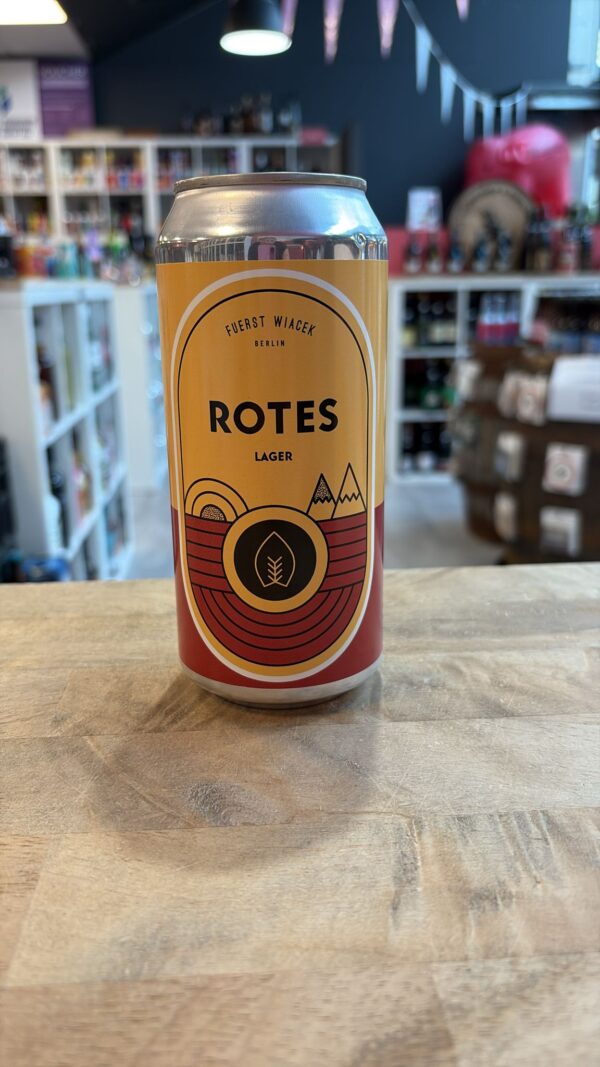 FUERST WIACEK
BERLIN
ROTES
LAGER